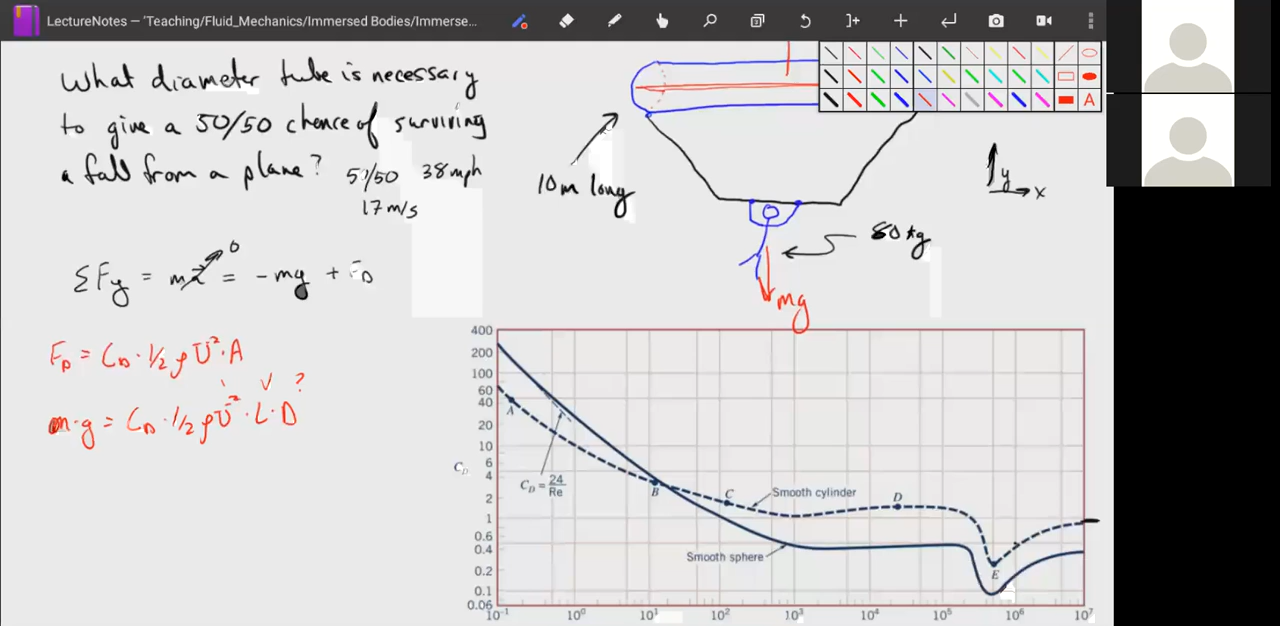 LectureNotes – ‘Teaching/Fluid_Mechanics/Immersed Bodies/Immerse...
What diameter tube is necessary
to give a 50/50 chance of surviving
a fall from a plane?
50/50 38mph
17 m/s
10m long
y
x
80 kg
mg
ΣFy = ma = -mg + FD
0
FD = CD · 1/2 ρ U² · A
m·g = CD · 1/2 ρ U² · L · D
?
A
400
200
100
60
40
20
10
6
4
2
1
0.6
0.4
0.2
0.1
0.06
CD
A
B
C
D
E
CD = 24/Re
Smooth cylinder
Smooth sphere
10⁻¹ 10⁰ 10¹ 10² 10³ 10⁴ 10⁵ 10⁶ 10⁷